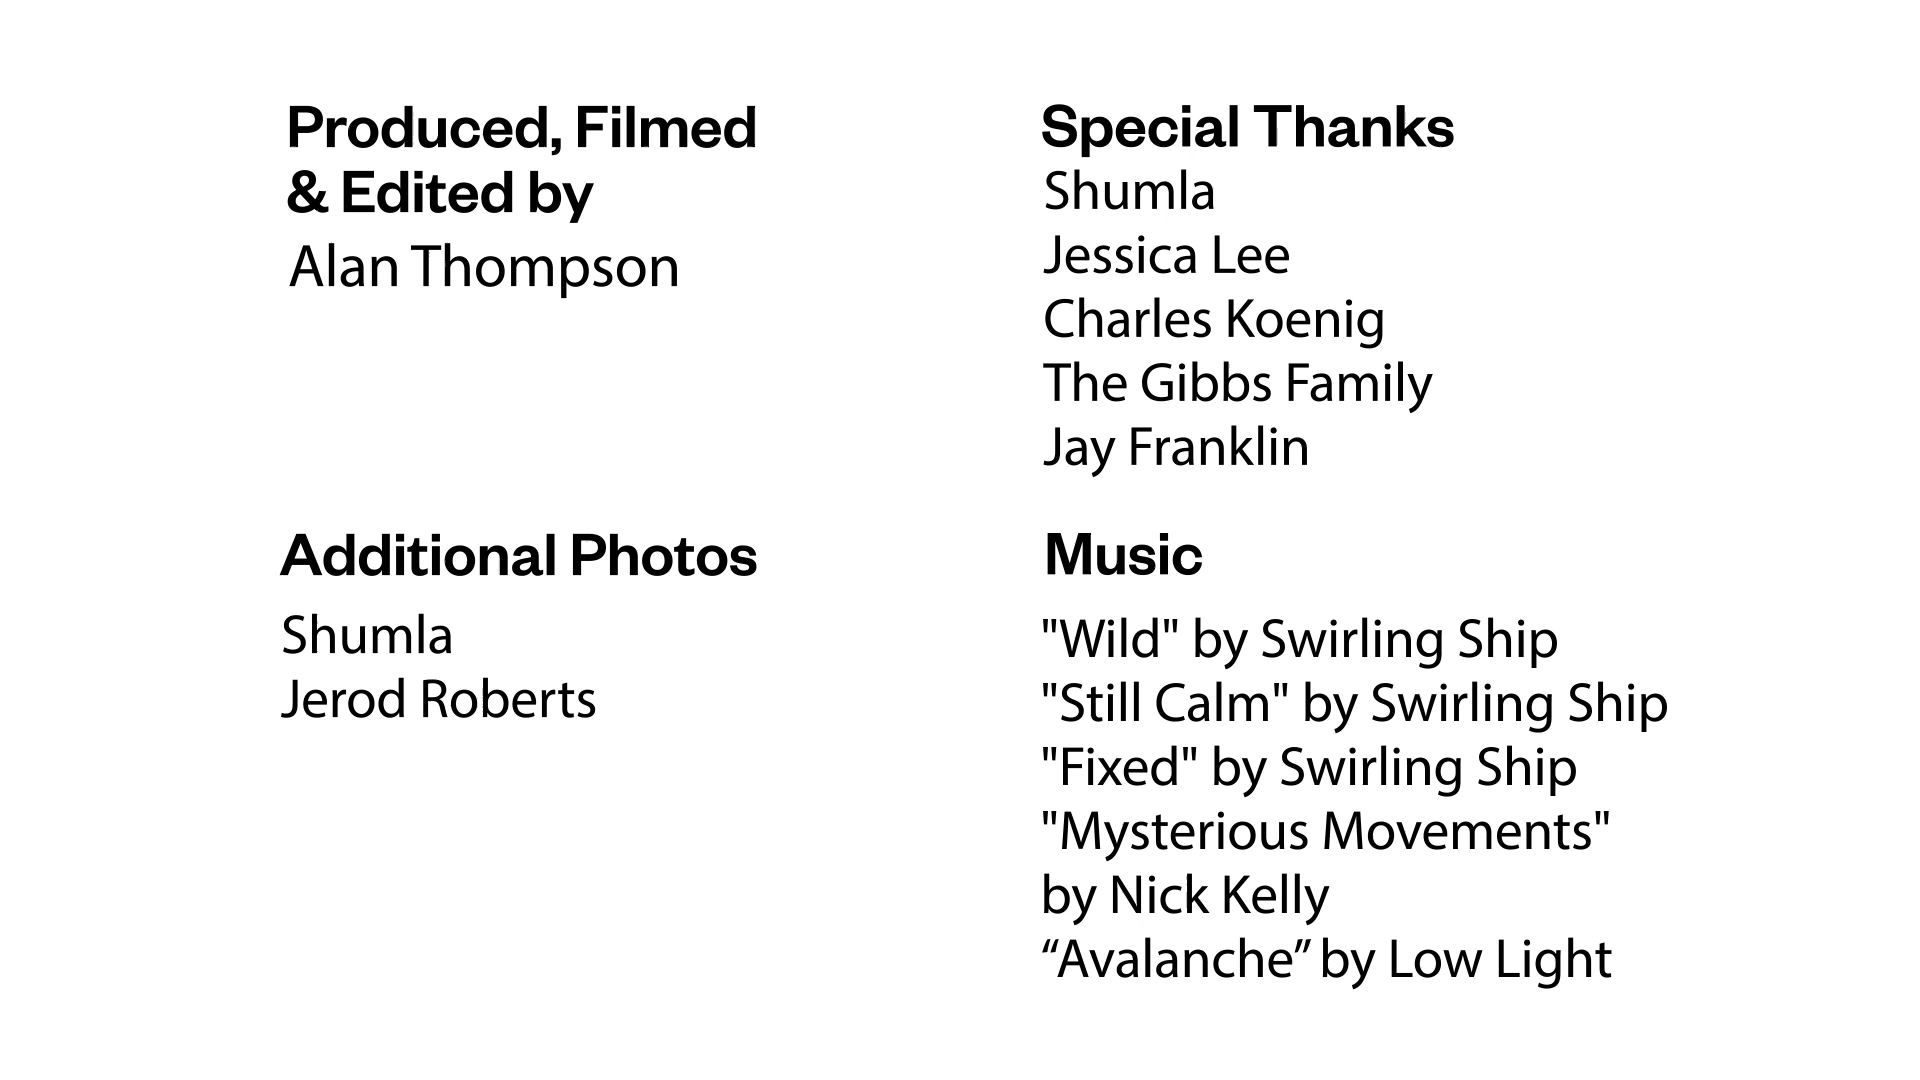 Produced, Filmed
& Edited by
Alan Thompson
Special Thanks
Shumla
Jessica Lee
Charles Koenig
The Gibbs Family
Jay Franklin
Additional Photos
Shumla
Jerod Roberts
Music
"Wild" by Swirling Ship
"Still Calm" by Swirling Ship
"Fixed" by Swirling Ship
"Mysterious Movements"
by Nick Kelly
“Avalanche” by Low Light